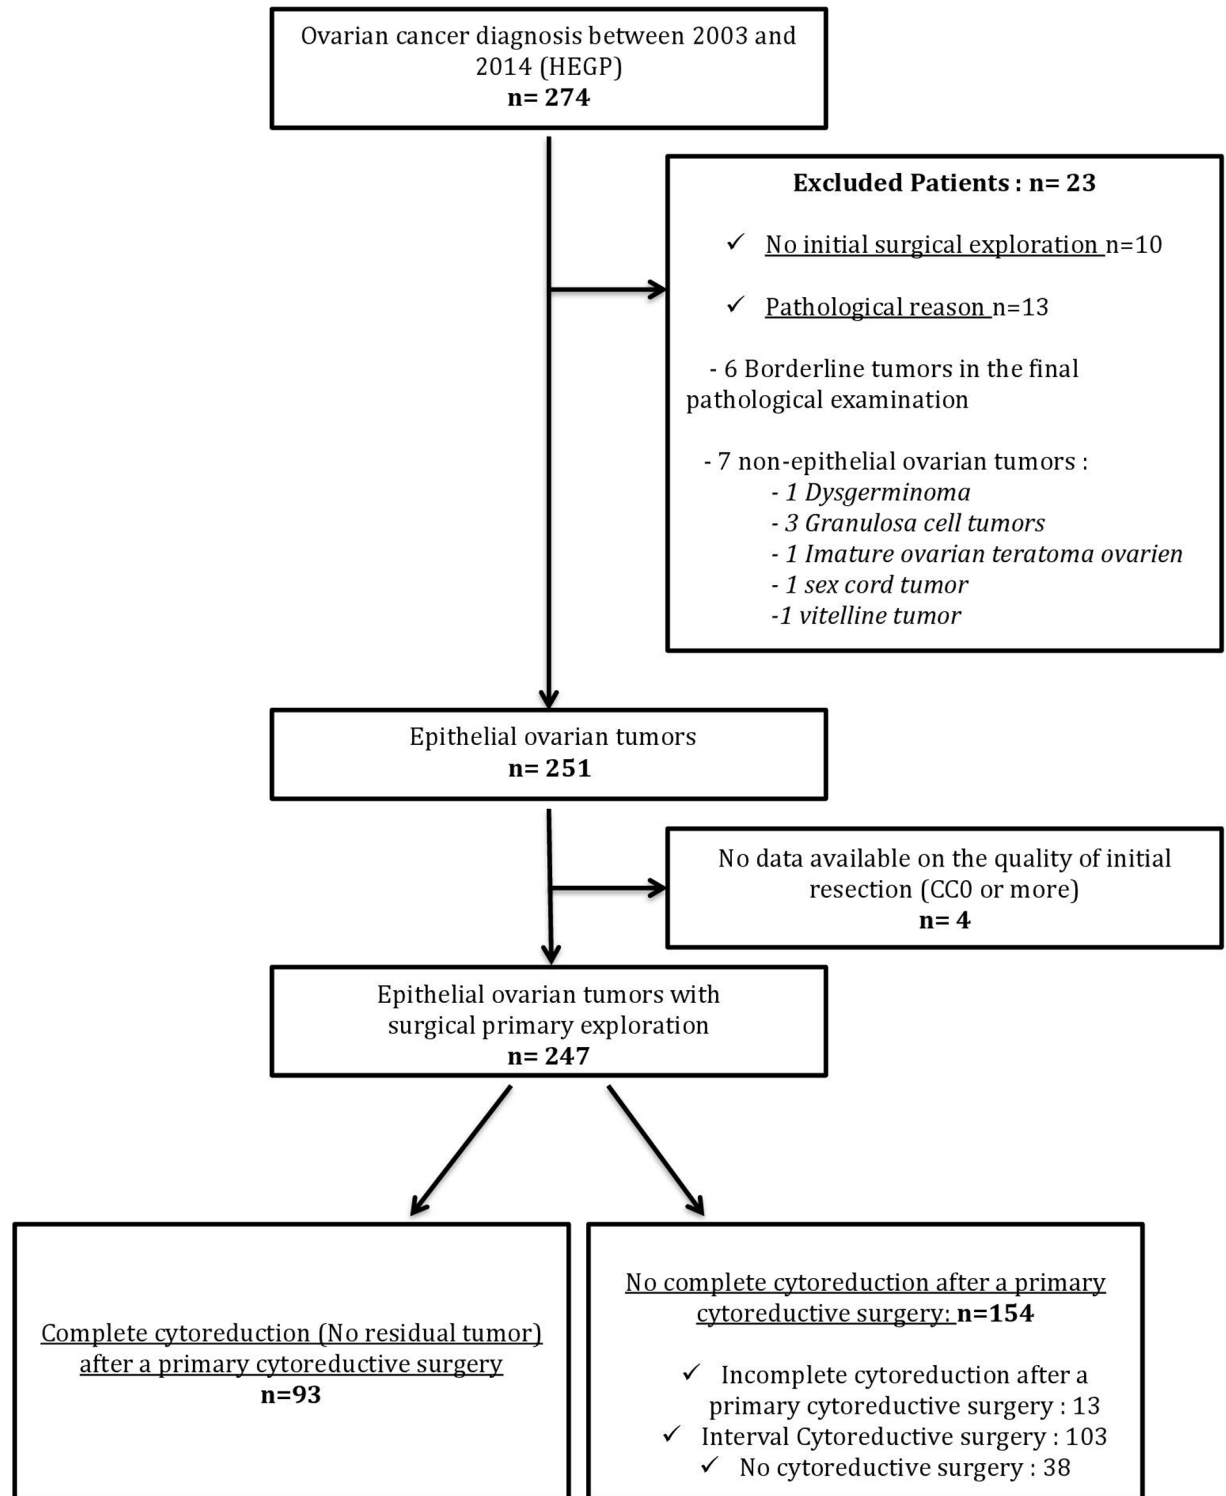 Ovarian cancer diagnosis between 2003 and
2014 (HEGP)
n= 274
Excluded Patients : n= 23
✓ No initial surgical exploration n=10
✓ Pathological reason n=13
- 6 Borderline tumors in the final
pathological examination
- 7 non-epithelial ovarian tumors :
- 1 Dysgerminoma
- 3 Granulosa cell tumors
- 1 Imature ovarian teratoma ovarien
- 1 sex cord tumor
-1 vitelline tumor
Epithelial ovarian tumors
n= 251
No data available on the quality of initial
resection (CC0 or more)
n= 4
Epithelial ovarian tumors with
surgical primary exploration
n= 247
Complete cytoreduction (No residual tumor)
after a primary cytoreductive surgery
n=93
No complete cytoreduction after a primary
cytoreductive surgery: n=154
✓ Incomplete cytoreduction after a
primary cytoreductive surgery : 13
✓ Interval Cytoreductive surgery : 103
✓ No cytoreductive surgery : 38